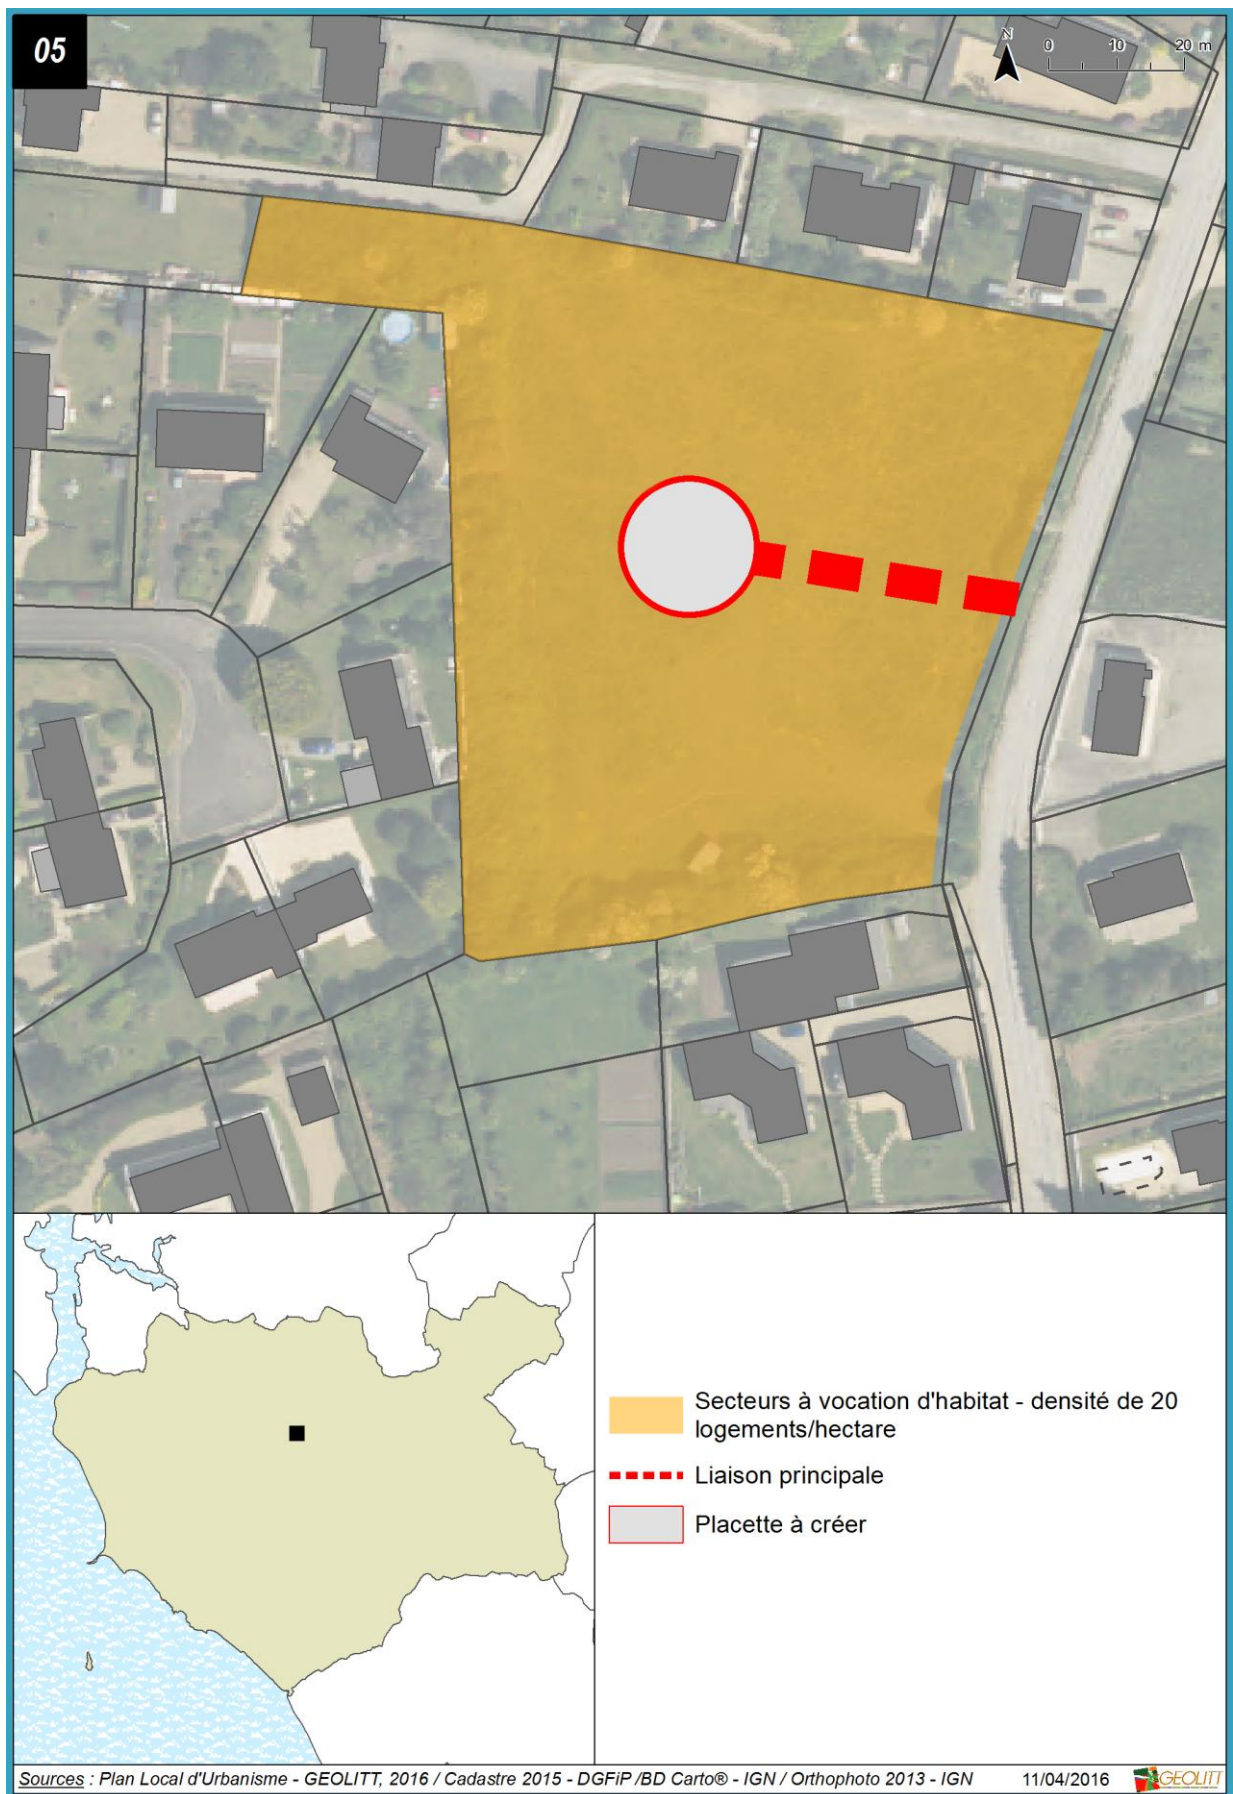 05
N
0 10 20 m
Secteurs à vocation d'habitat - densité de 20
logements/hectare
Liaison principale
Placette à créer
Sources : Plan Local d'Urbanisme - GEOLITT, 2016 / Cadastre 2015 - DGFiP /BD Carto® - IGN / Orthophoto 2013 - IGN 11/04/2016 GEOLITT